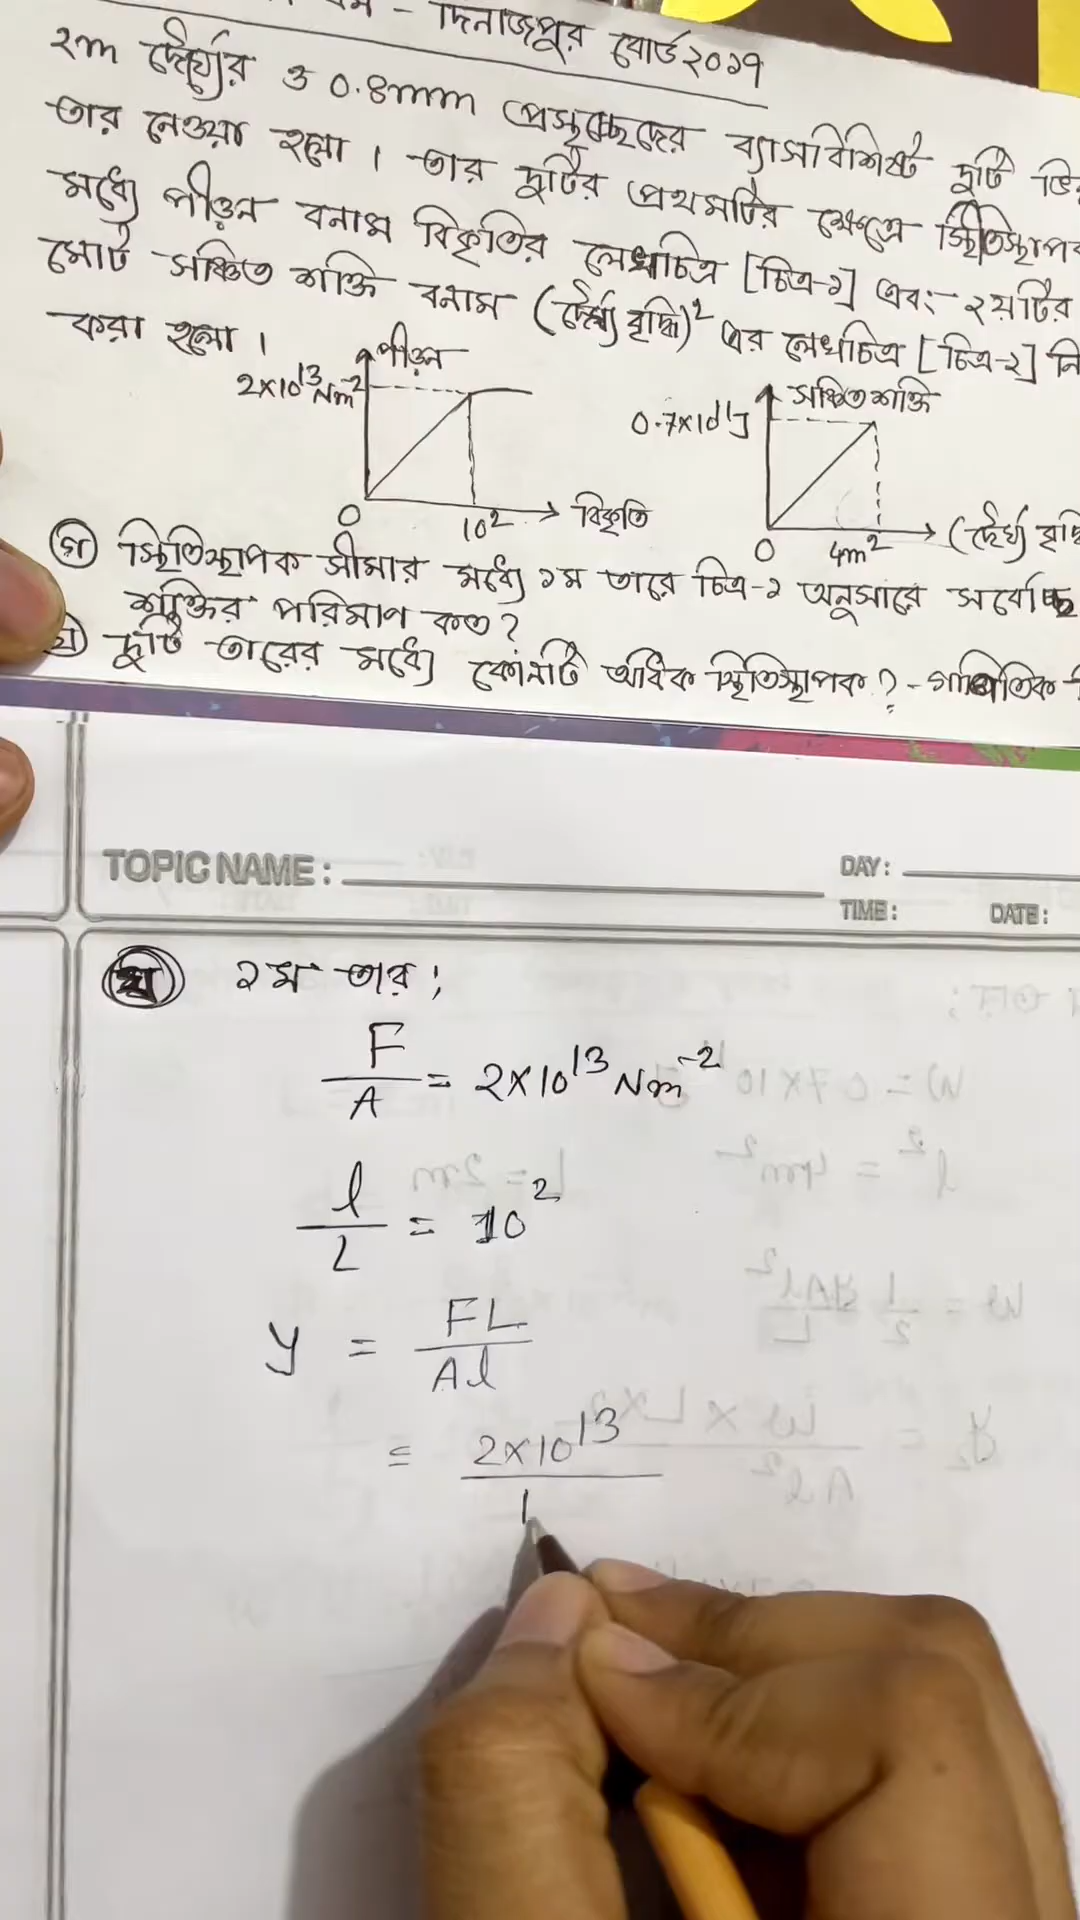 - দিনাজপুর বোর্ড ২০১৭
২m দৈর্ঘ্যের ও 0.8mm প্রস্থচ্ছেদের ব্যাসবিশিষ্ট দুটি
তার নেওয়া হলো। তার দুটির প্রথমটির ক্ষেত্রে
মধ্যে পীড়ন বনাম বিকৃতির লেখচিত্র [চিত্র-১] এবং ২য়টির
মোট সঞ্চিত শক্তি বনাম (দৈর্ঘ্য বৃদ্ধি)² এর লেখচিত্র [চিত্র-২]
করা হলো।
পীড়ন
2×10¹³Nm⁻²
0
10²
বিকৃতি
সঞ্চিত শক্তি
0.7×10¹¹J
0
4m²
(দৈর্ঘ্য
গ) স্থিতিস্থাপক সীমার মধ্যে ১ম তারে চিত্র-১ অনুসারে সর্বোচ্চ
শক্তির পরিমাণ কত?
ঘ) দুটি তারের মধ্যে কোনটি অধিক স্থিতিস্থাপক? - গাণিতিক
TOPIC NAME :
DAY :
TIME :
DATE :
ঘ ১ম তার;
F/A = 2×10¹³ Nm⁻²
l/L = 10²
y = FL/Al
= 2×10¹³/1